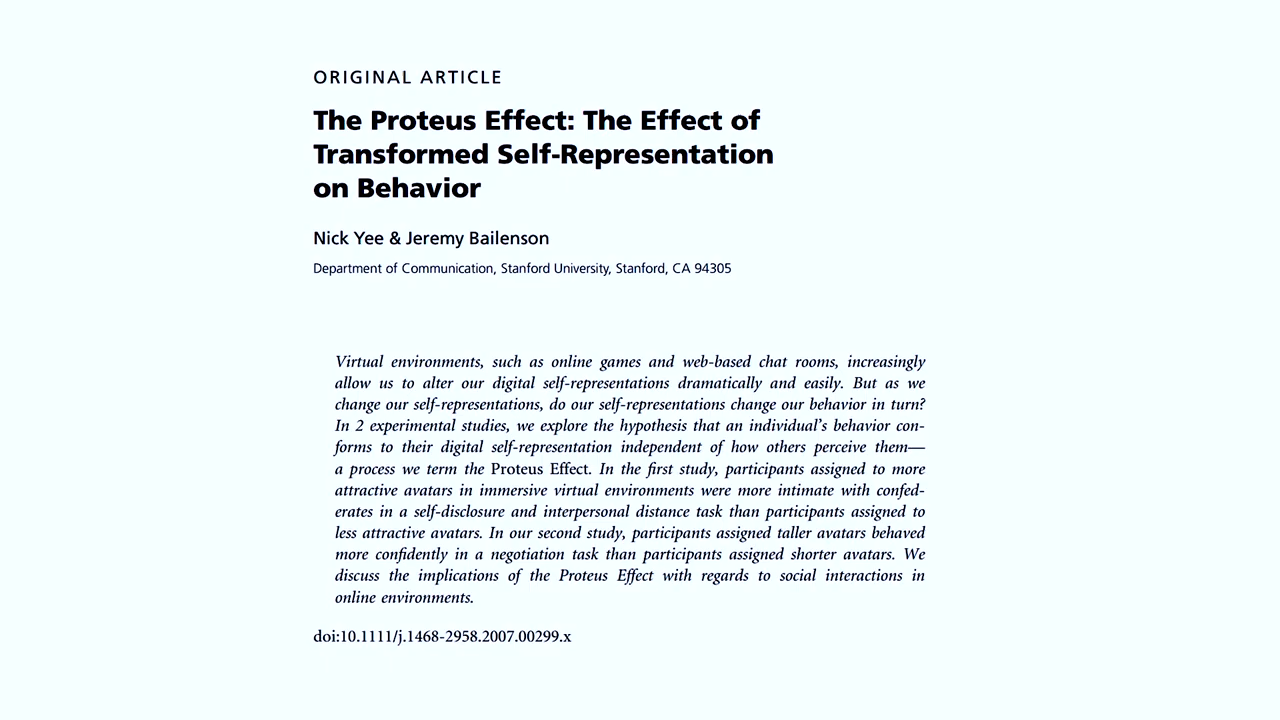 ORIGINAL ARTICLE
The Proteus Effect: The Effect of
Transformed Self-Representation
on Behavior
Nick Yee & Jeremy Bailenson
Department of Communication, Stanford University, Stanford, CA 94305
Virtual environments, such as online games and web-based chat rooms, increasingly
allow us to alter our digital self-representations dramatically and easily. But as we
change our self-representations, do our self-representations change our behavior in turn?
In 2 experimental studies, we explore the hypothesis that an individual’s behavior con-
forms to their digital self-representation independent of how others perceive them—
a process we term the Proteus Effect. In the first study, participants assigned to more
attractive avatars in immersive virtual environments were more intimate with confed-
erates in a self-disclosure and interpersonal distance task than participants assigned to
less attractive avatars. In our second study, participants assigned taller avatars behaved
more confidently in a negotiation task than participants assigned shorter avatars. We
discuss the implications of the Proteus Effect with regards to social interactions in
online environments.
doi:10.1111/j.1468-2958.2007.00299.x